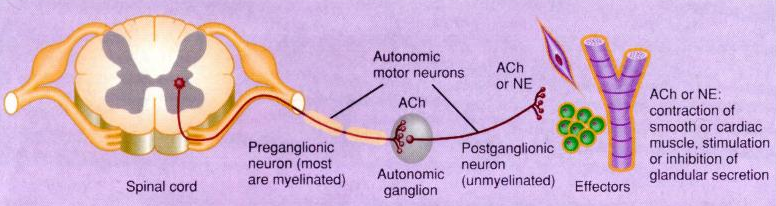 Autonomic
motor neurons
ACh
or NE
ACh
ACh or NE:
contraction of
smooth or cardiac
muscle, stimulation
or inhibition of
glandular secretion
Preganglionic
neuron (most
are myelinated)
Postganglionic
neuron
(unmyelinated)
Autonomic
ganglion
Spinal cord
Effectors